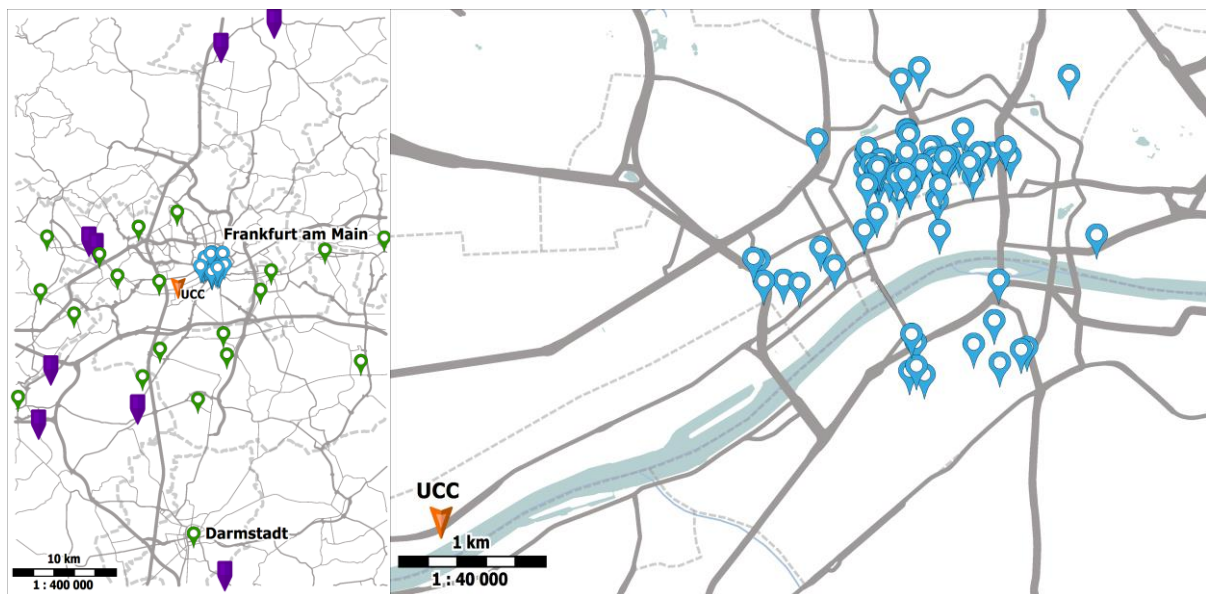 Frankfurt am Main
UCC
Darmstadt
10 km
1 : 400 000
UCC
1 km
1 : 40 000